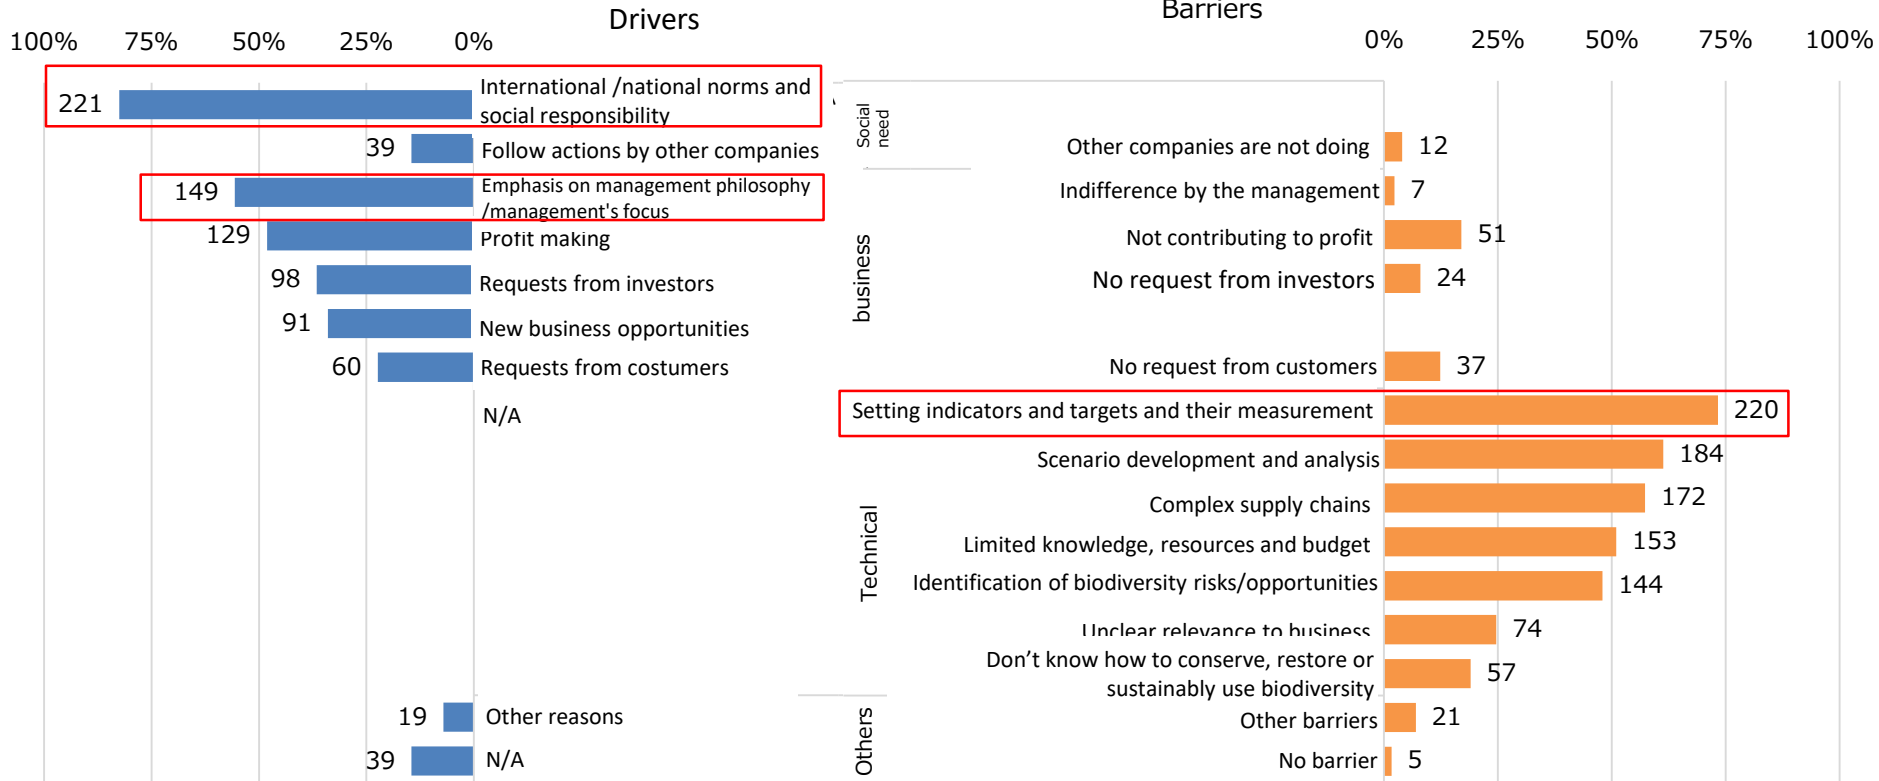 Drivers
100% 75% 50% 25% 0%
221 International /national norms and
social responsibility
39 Follow actions by other companies
149 Emphasis on management philosophy
/management's focus
129 Profit making
98 Requests from investors
91 New business opportunities
60 Requests from costumers
N/A
19 Other reasons
39 N/A
Barriers
0% 25% 50% 75% 100%
Social
need
Other companies are not doing 12
business
Indifference by the management 7
Not contributing to profit 51
No request from investors 24
No request from customers 37
Technical
Setting indicators and targets and their measurement 220
Scenario development and analysis 184
Complex supply chains 172
Limited knowledge, resources and budget 153
Identification of biodiversity risks/opportunities 144
Unclear relevance to business 74
Don’t know how to conserve, restore or
sustainably use biodiversity 57
Others
Other barriers 21
No barrier 5